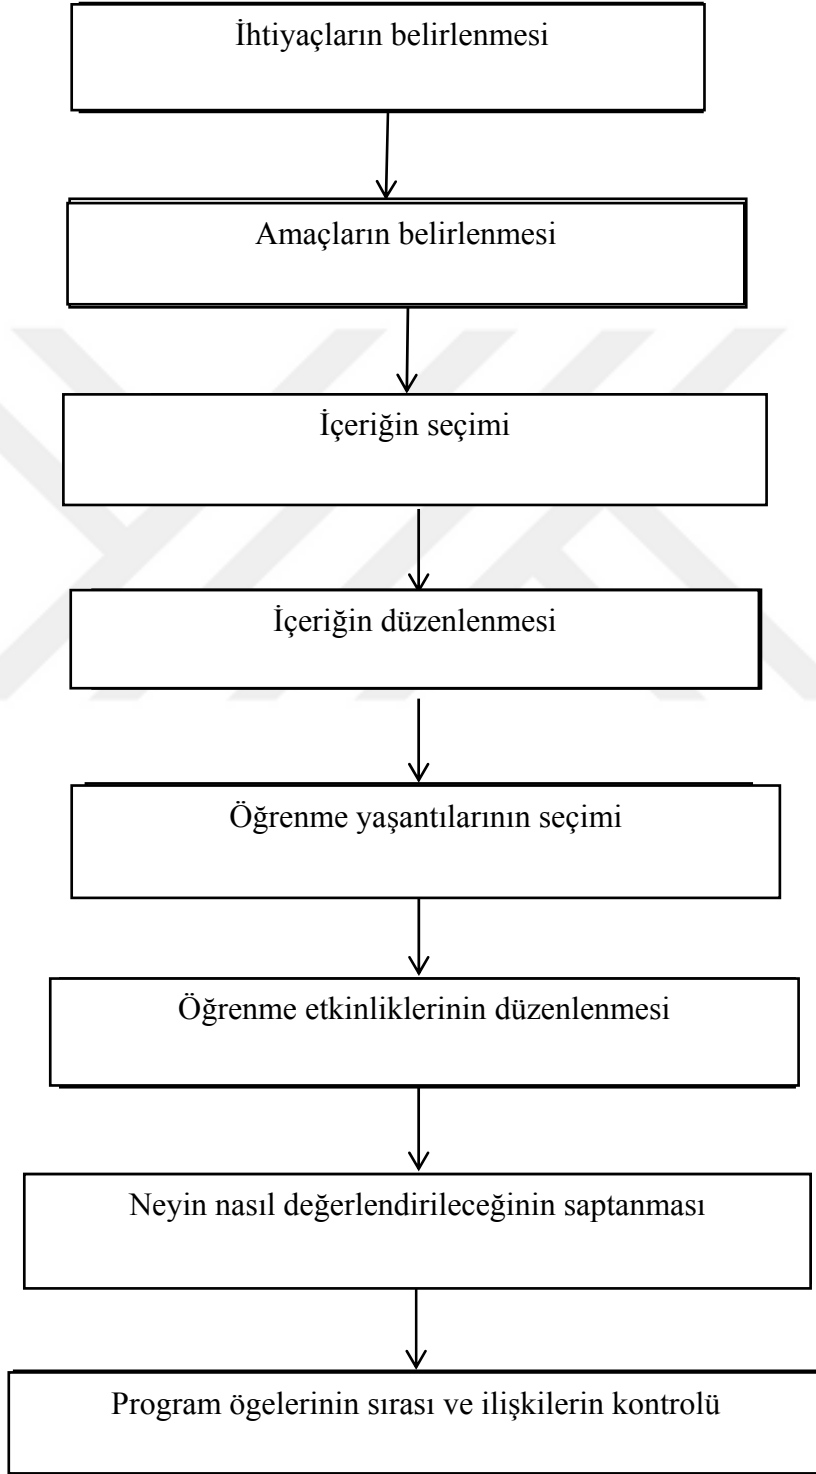 İhtiyaçların belirlenmesi
Amaçların belirlenmesi
İçeriğin seçimi
İçeriğin düzenlenmesi
Öğrenme yaşantılarının seçimi
Öğrenme etkinliklerinin düzenlenmesi
Neyin nasıl değerlendirileceğinin saptanması
Program ögelerinin sırası ve ilişkilerin kontrolü